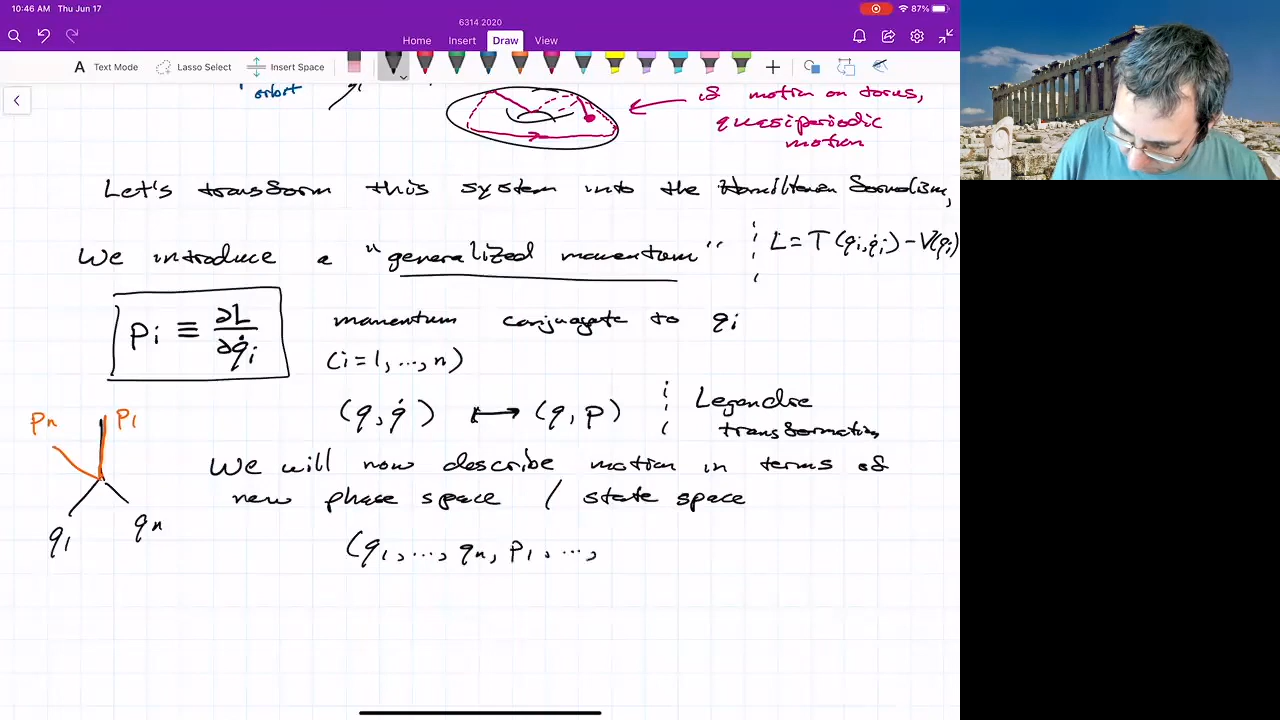 10:46 AM Thu Jun 17
87%
6314 2020
Home Insert Draw View
Text Mode Lasso Select Insert Space
orbit
is motion on torus,
quasiperiodic
motion
Let's transform this system into the Hamiltonian formalism,
We introduce a "generalized momentum" L = T(qi, q̇i) - V(qi)
pi ≡ ∂L/∂q̇i momentum conjugate to qi
(i = 1, ..., n)
(q, q̇) ↔ (q, p) Legendre
transformation
pn p1
We will now describe motion in terms of
new phase space / state space
q1 qn
(q1, ..., qn, p1, ...,